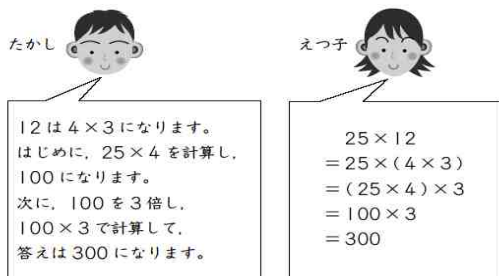 たかし
12は4×3になります。
はじめに，25×4を計算し，
100になります。
次に，100を3倍し，
100×3で計算して，
答えは300になります。
えつ子
25×12
＝25×(4×3)
＝(25×4)×3
＝100×3
＝300